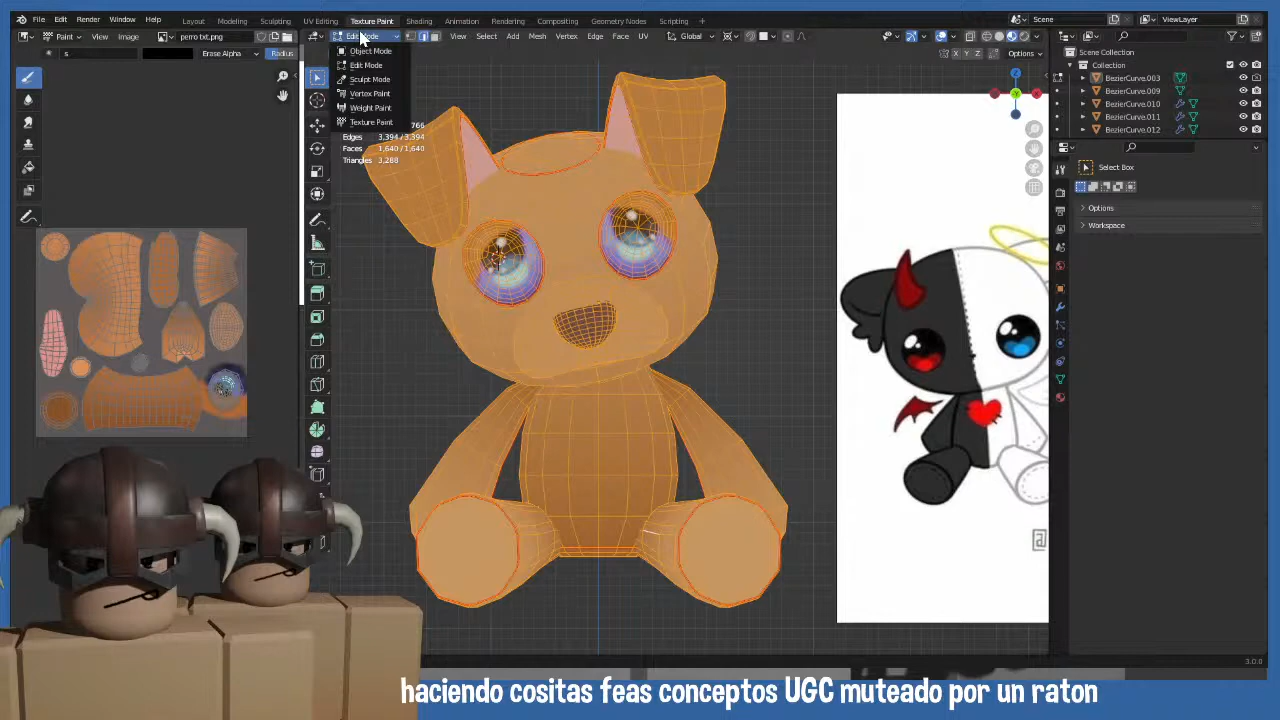 File Edit Render Window Help Layout Modeling Sculpting UV Editing Texture Paint Shading Animation Rendering Compositing Geometry Nodes Scripting + Scene ViewLayer
Paint View Image perro txt.png Edit Mode View Select Add Mesh Vertex Edge Face UV Global
s Erase Alpha Radius X Y Z Options
Object Mode
Edit Mode
Sculpt Mode
Vertex Paint
Weight Paint
Texture Paint
766
Edges 3,394/3,394
Faces 1,640/1,640
Triangles 3,288
Scene Collection
Collection
BezierCurve.003
BezierCurve.009
BezierCurve.010
BezierCurve.011
BezierCurve.012
Select Box
Options
Workspace
@
3.0.0
haciendo cositas feas conceptos UGC muteado por un raton